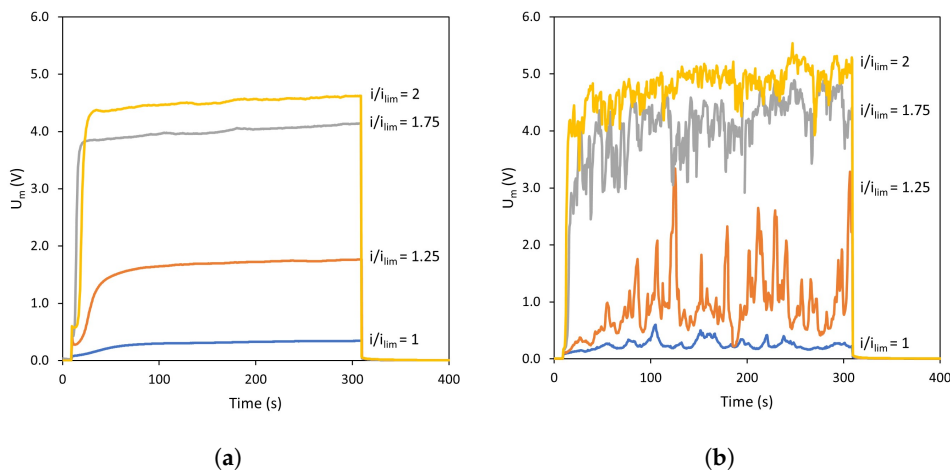 6.0
5.0
4.0
3.0
2.0
1.0
0.0
U_m (V)
0 100 200 300 400
Time (s)
i/i_lim = 2
i/i_lim = 1.75
i/i_lim = 1.25
i/i_lim = 1
(a)
6.0
5.0
4.0
3.0
2.0
1.0
0.0
U_m (V)
0 100 200 300 400
Time (s)
i/i_lim = 2
i/i_lim = 1.75
i/i_lim = 1.25
i/i_lim = 1
(b)